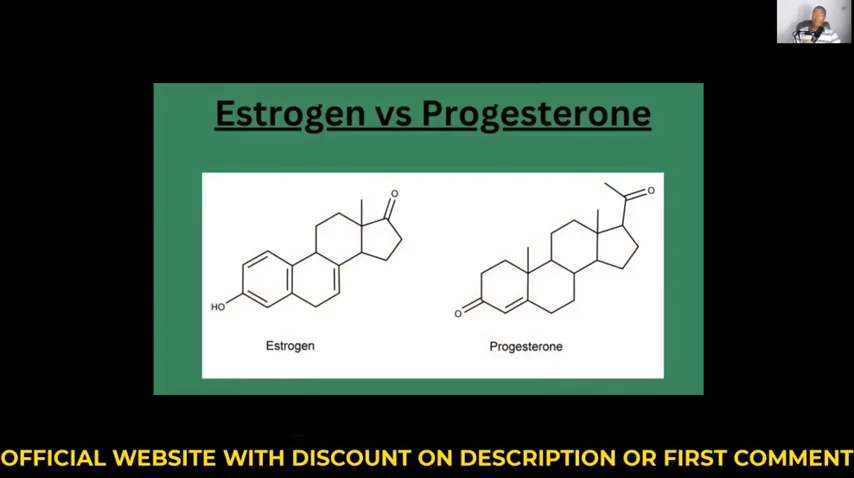 Estrogen vs Progesterone
O
O
HO
O
Estrogen
Progesterone
OFFICIAL WEBSITE WITH DISCOUNT ON DESCRIPTION OR FIRST COMMENT